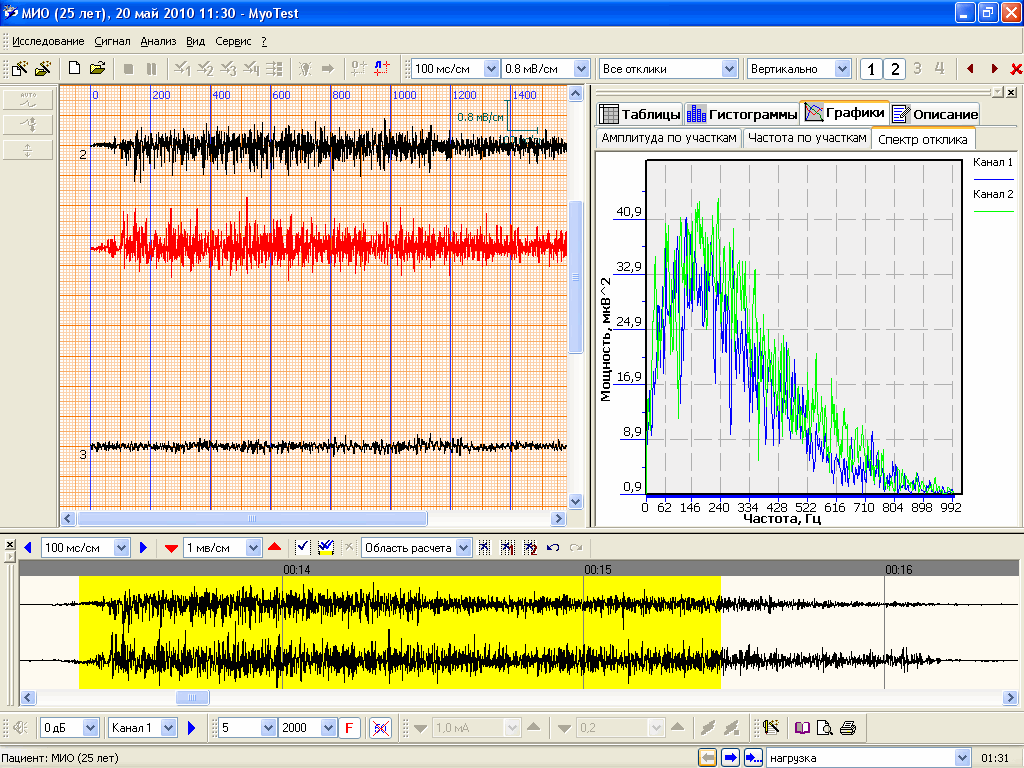 МИО (25 лет), 20 май 2010 11:30 - MyoTest
Исследование Сигнал Анализ Вид Сервис ?
100 мс/см 0.8 мВ/см Все отклики Вертикально 1 2 3 4
0 200 400 600 800 1000 1200 1400
0.8 мВ/см
2
3
Таблицы Гистограммы Графики Описание
Амплитуда по участкам Частота по участкам Спектр отклика
Канал 1
Канал 2
Мощность, мкВ^2
40,9
32,9
24,9
16,9
8,9
0,9
0 62 146 240 334 428 522 616 710 804 898 992
Частота, Гц
100 мс/см 1 мв/см Область расчета
00:14 00:15 00:16
0 дБ Канал 1 5 2000 F 50 1,0 мА 0,2
Пациент: МИО (25 лет) нагрузка 01:31